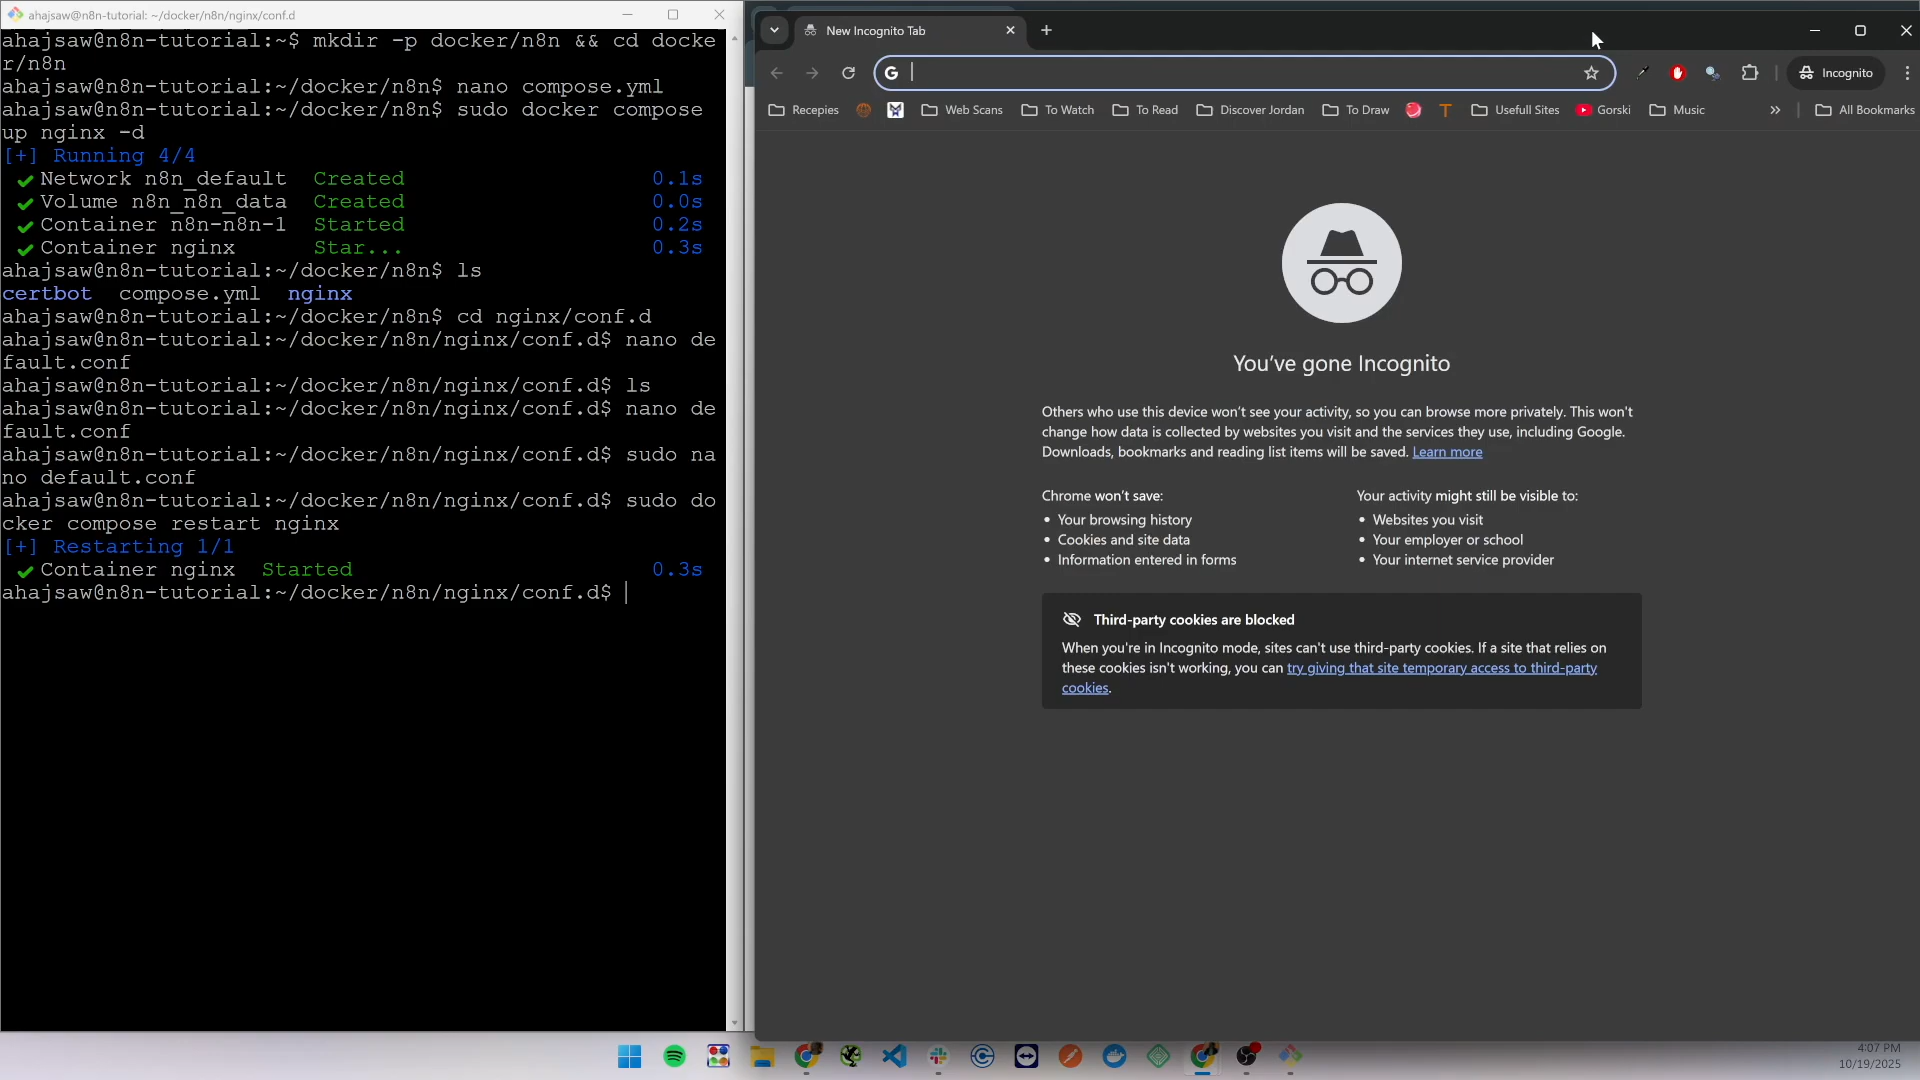 ahajsaw@n8n-tutorial: ~/docker/n8n/nginx/conf.d
ahajsaw@n8n-tutorial:~$ mkdir -p docker/n8n && cd docke
r/n8n
ahajsaw@n8n-tutorial:~/docker/n8n$ nano compose.yml
ahajsaw@n8n-tutorial:~/docker/n8n$ sudo docker compose
up nginx -d
[+] Running 4/4
✔ Network n8n_default Created 0.1s
✔ Volume n8n_n8n_data Created 0.0s
✔ Container n8n-n8n-1 Started 0.2s
✔ Container nginx Star... 0.3s
ahajsaw@n8n-tutorial:~/docker/n8n$ ls
certbot compose.yml nginx
ahajsaw@n8n-tutorial:~/docker/n8n$ cd nginx/conf.d
ahajsaw@n8n-tutorial:~/docker/n8n/nginx/conf.d$ nano de
fault.conf
ahajsaw@n8n-tutorial:~/docker/n8n/nginx/conf.d$ ls
ahajsaw@n8n-tutorial:~/docker/n8n/nginx/conf.d$ nano de
fault.conf
ahajsaw@n8n-tutorial:~/docker/n8n/nginx/conf.d$ sudo na
no default.conf
ahajsaw@n8n-tutorial:~/docker/n8n/nginx/conf.d$ sudo do
cker compose restart nginx
[+] Restarting 1/1
✔ Container nginx Started 0.3s
ahajsaw@n8n-tutorial:~/docker/n8n/nginx/conf.d$
New Incognito Tab
Incognito
Recepies Web Scans To Watch To Read Discover Jordan To Draw T Usefull Sites Gorski Music » All Bookmarks
You've gone Incognito
Others who use this device won't see your activity, so you can browse more privately. This won't
change how data is collected by websites you visit and the services they use, including Google.
Downloads, bookmarks and reading list items will be saved. Learn more
Chrome won't save:
• Your browsing history
• Cookies and site data
• Information entered in forms
Your activity might still be visible to:
• Websites you visit
• Your employer or school
• Your internet service provider
Third-party cookies are blocked
When you're in Incognito mode, sites can't use third-party cookies. If a site that relies on
these cookies isn't working, you can try giving that site temporary access to third-party
cookies.
4:07 PM
10/19/2025